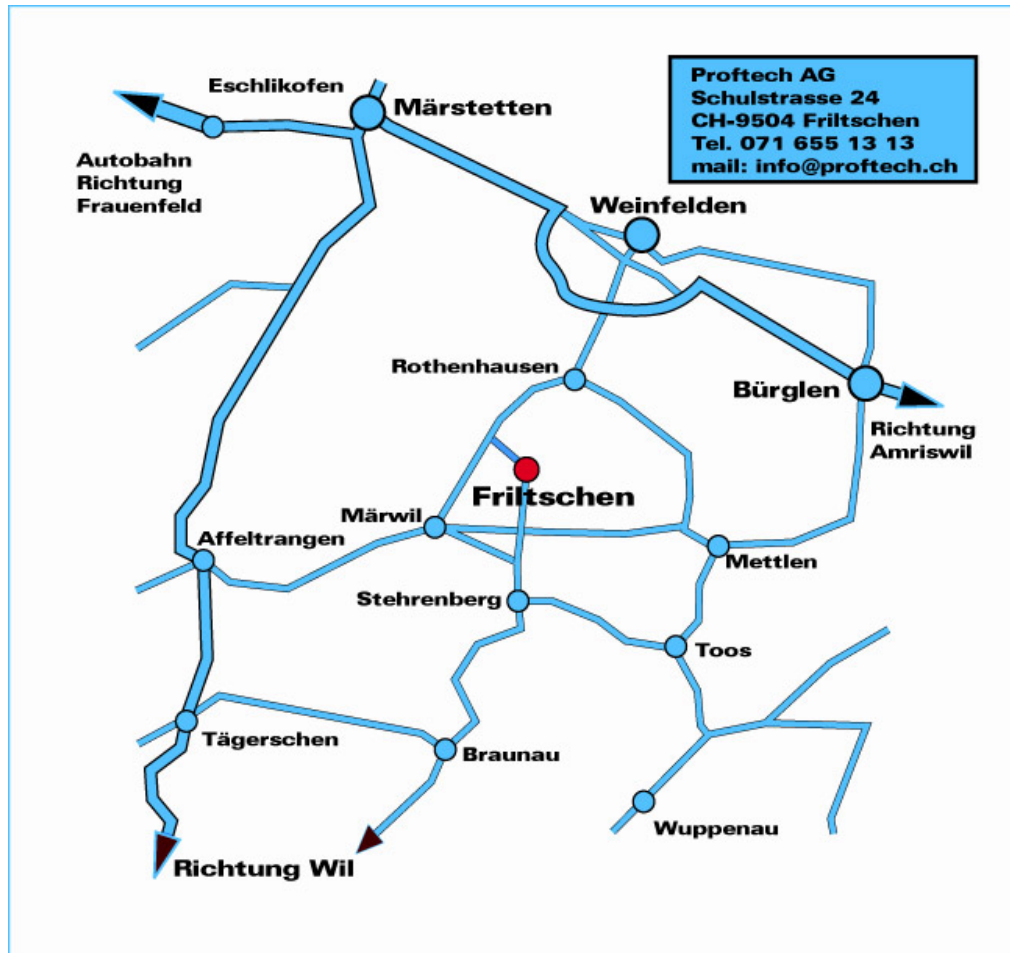 Eschlikofen
Märstetten
Proftech AG
Schulstrasse 24
CH-9504 Friltschen
Tel. 071 655 13 13
mail: info@proftech.ch
Autobahn
Richtung
Frauenfeld
Weinfelden
Rothenhausen
Bürglen
Richtung
Amriswil
Friltschen
Märwil
Affeltrangen
Mettlen
Stehrenberg
Toos
Tägerschen
Braunau
Wuppenau
Richtung Wil